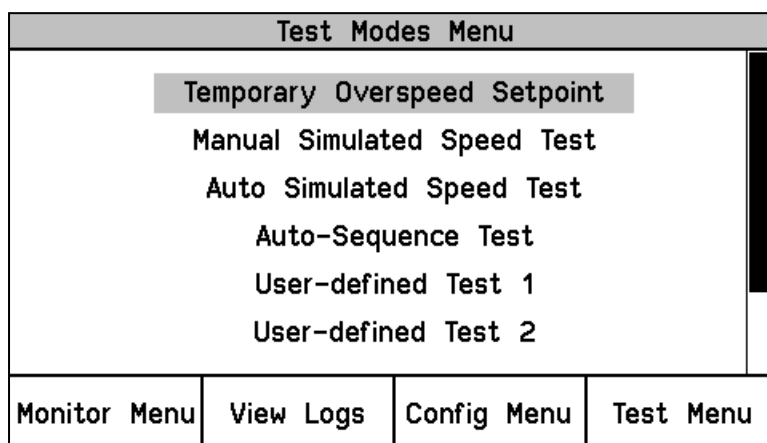 Test Modes Menu
Temporary Overspeed Setpoint
Manual Simulated Speed Test
Auto Simulated Speed Test
Auto-Sequence Test
User-defined Test 1
User-defined Test 2
Monitor Menu View Logs Config Menu Test Menu